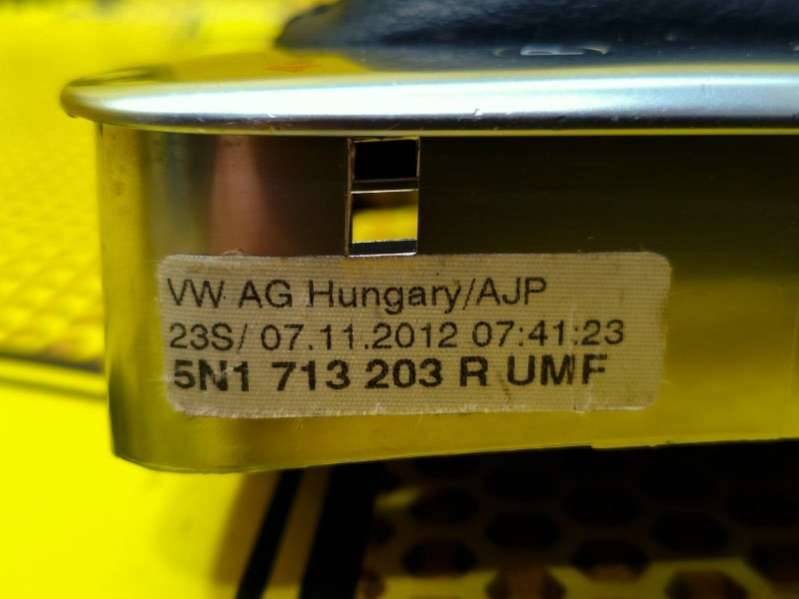 VW AG Hungary/AJP
23S/ 07.11.2012 07:41:23
5N1 713 203 R UMF